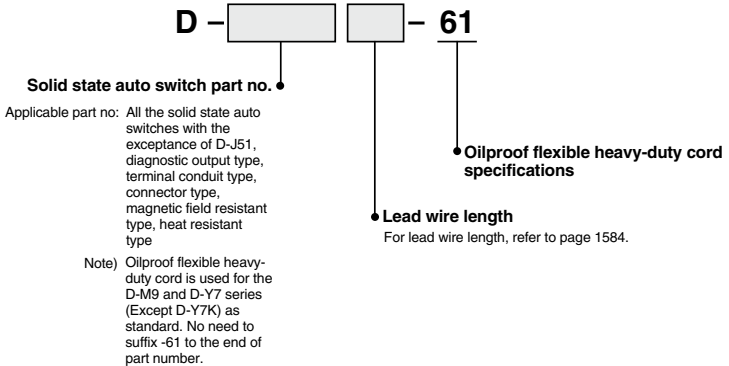 D – – 61
Solid state auto switch part no.
Applicable part no: All the solid state auto
switches with the
exceptance of D-J51,
diagnostic output type,
terminal conduit type,
connector type,
magnetic field resistant
type, heat resistant
type
Note) Oilproof flexible heavy-
duty cord is used for the
D-M9 and D-Y7 series
(Except D-Y7K) as
standard. No need to
suffix -61 to the end of
part number.
Oilproof flexible heavy-duty cord
specifications
Lead wire length
For lead wire length, refer to page 1584.